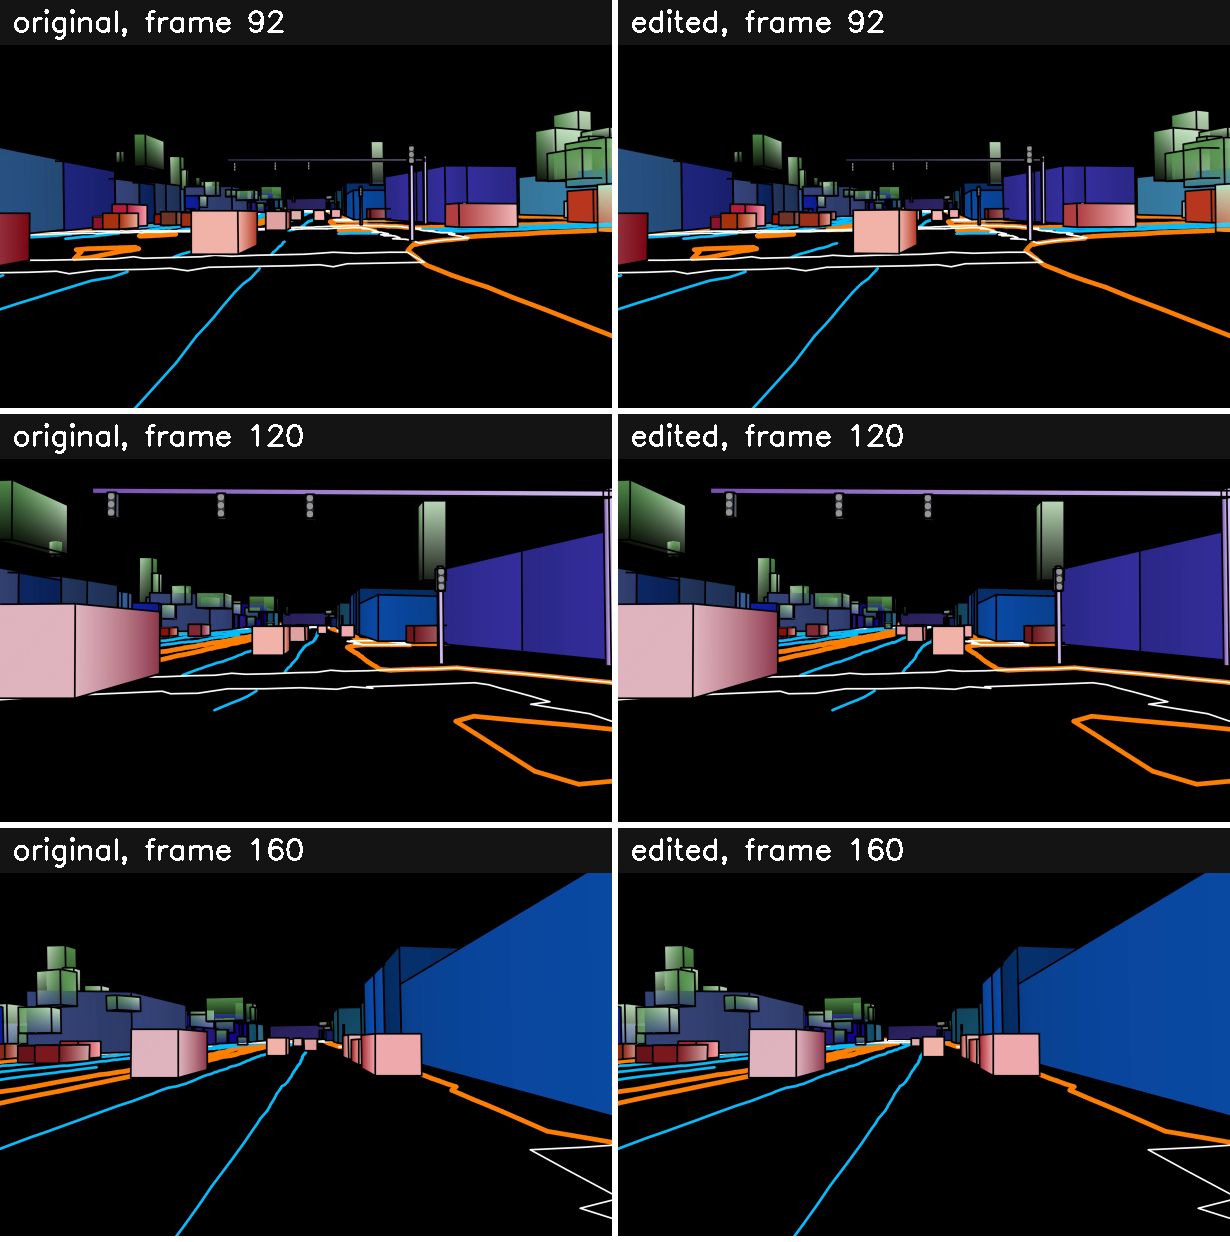 original, frame 92
edited, frame 92
original, frame 120
edited, frame 120
original, frame 160
edited, frame 160